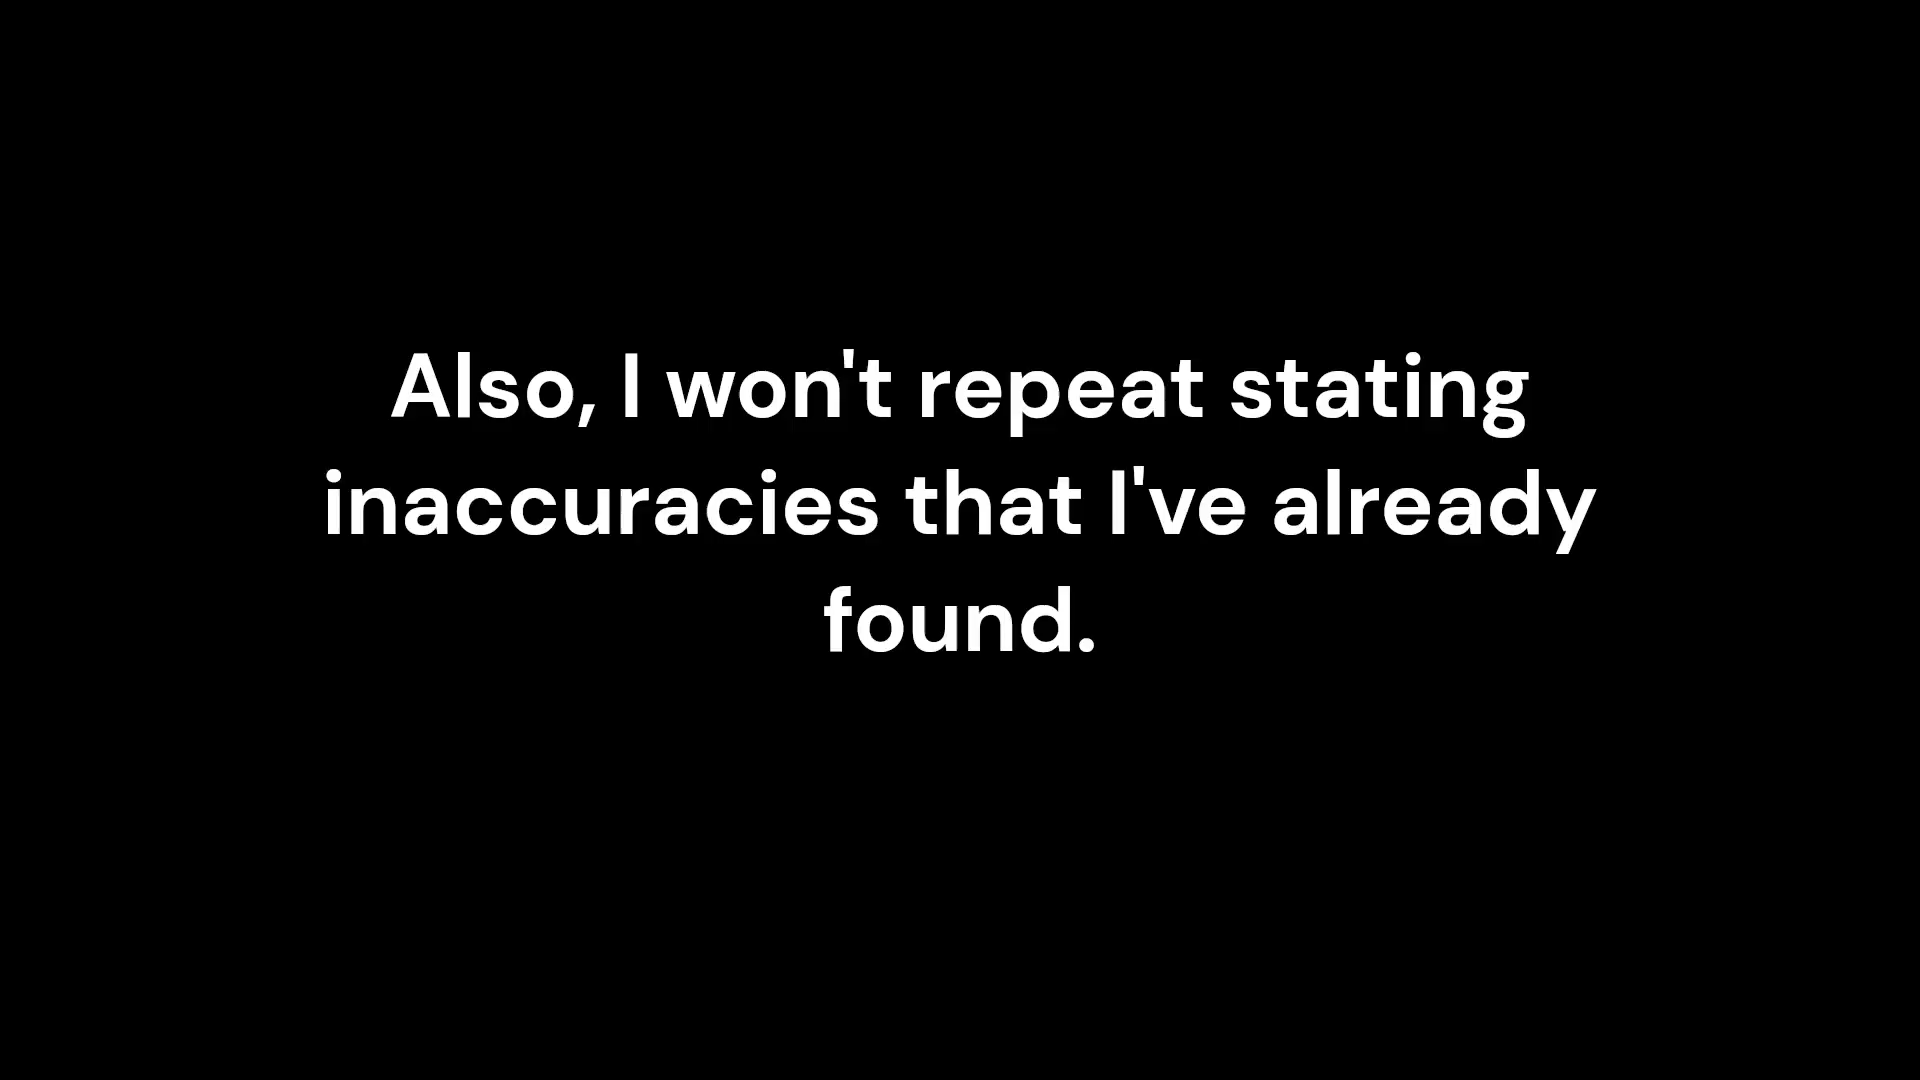 Also, I won't repeat stating
inaccuracies that I've already
found.